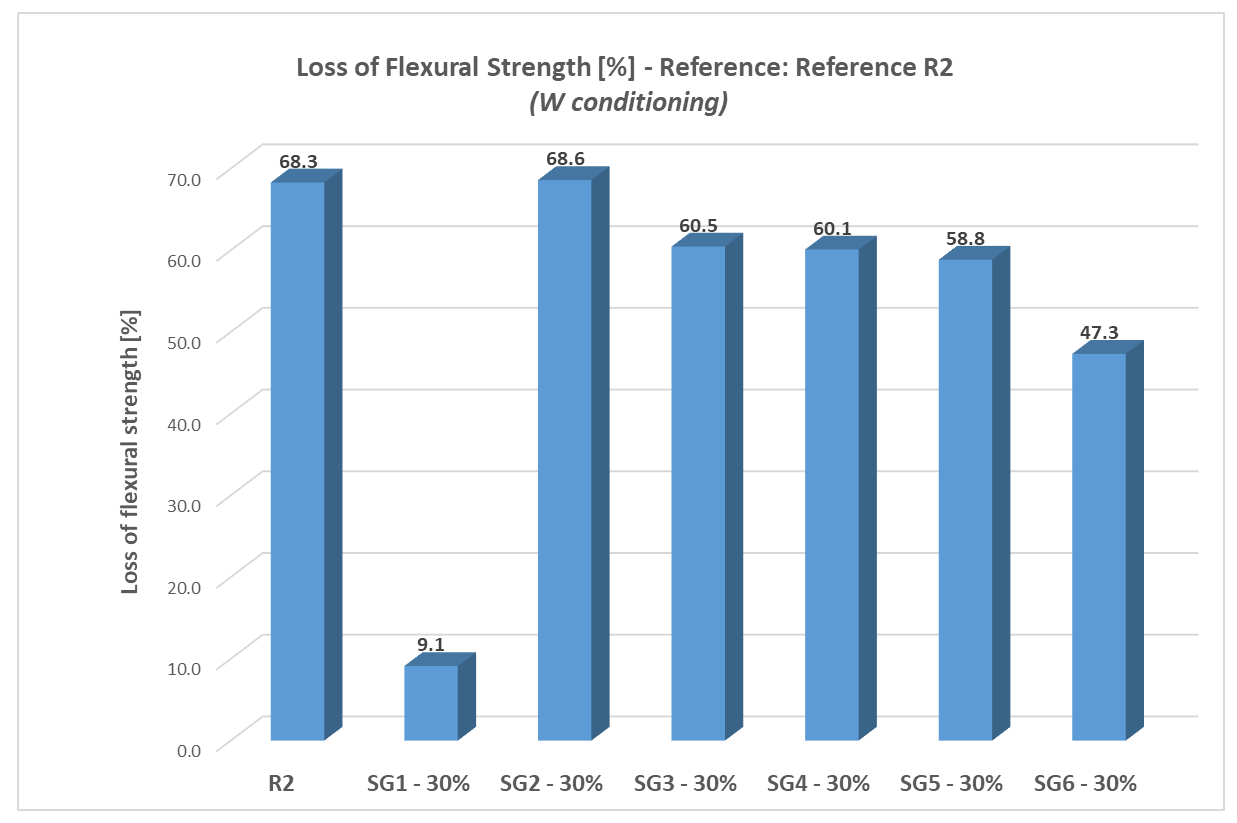 Loss of Flexural Strength [%] - Reference: Reference R2
(W conditioning)
Loss of flexural strength [%]
70.0
60.0
50.0
40.0
30.0
20.0
10.0
0.0
68.3
9.1
68.6
60.5
60.1
58.8
47.3
R2
SG1 - 30%
SG2 - 30%
SG3 - 30%
SG4 - 30%
SG5 - 30%
SG6 - 30%